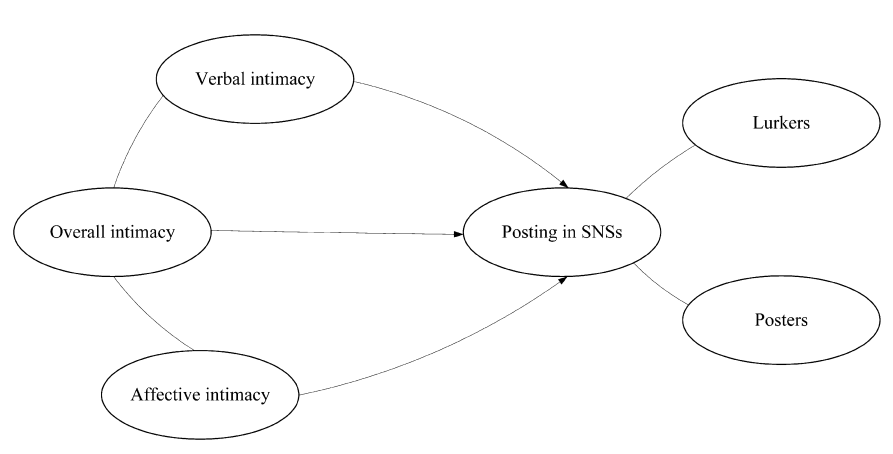 Verbal intimacy
Lurkers
Overall intimacy
Posting in SNSs
Posters
Affective intimacy